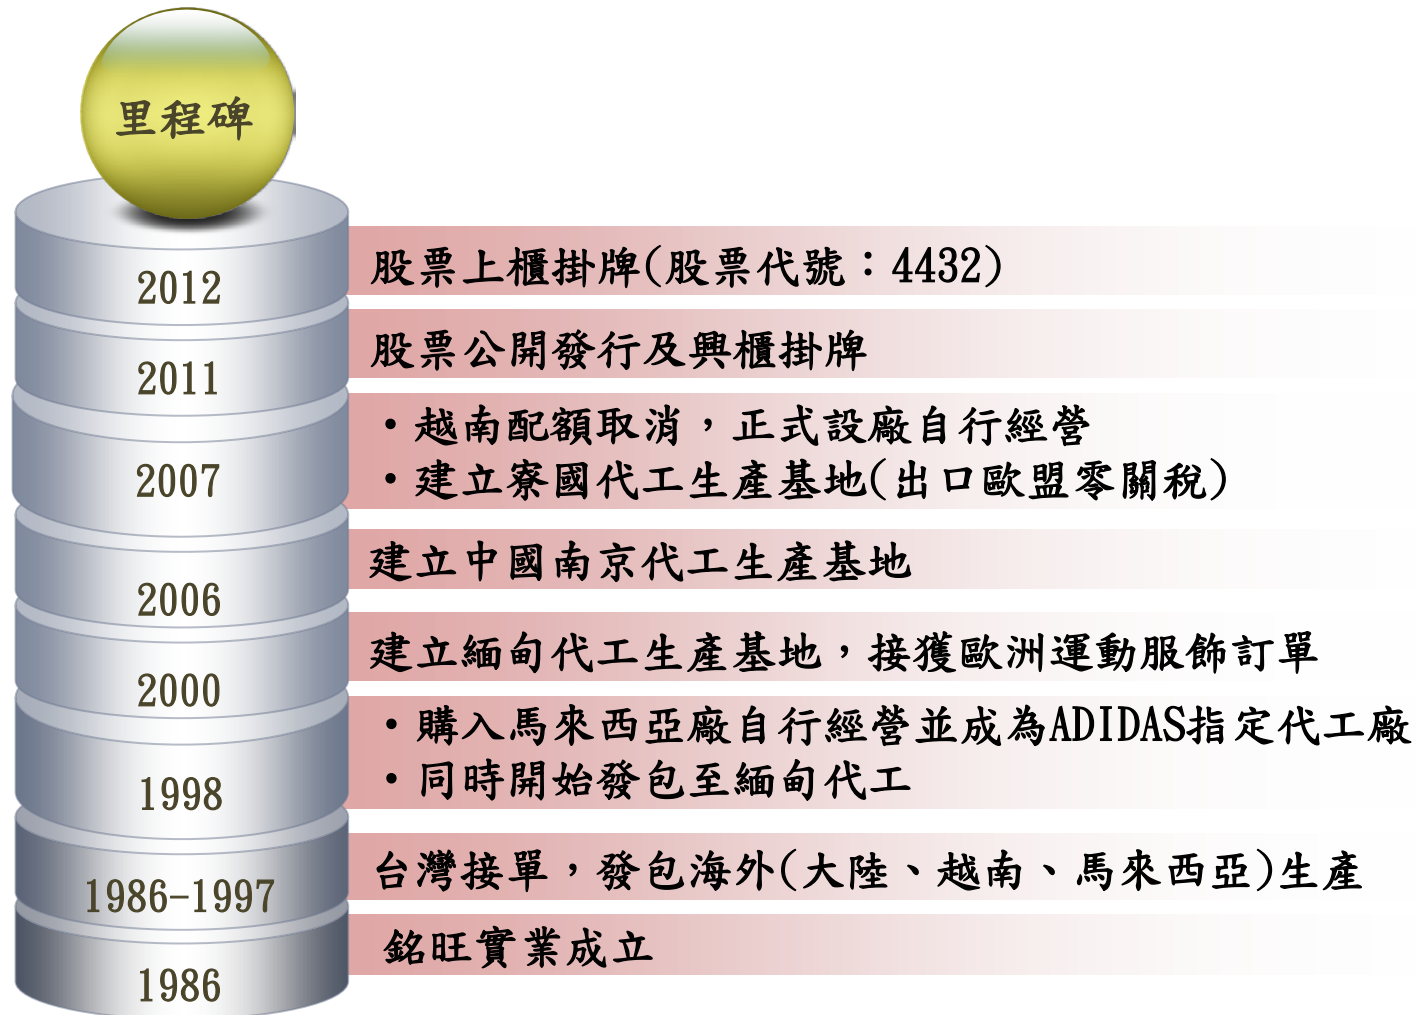 里程碑
2012
股票上櫃掛牌(股票代號：4432)
2011
股票公開發行及興櫃掛牌
2007
・越南配額取消，正式設廠自行經營
・建立寮國代工生產基地(出口歐盟零關稅)
2006
建立中國南京代工生產基地
2000
建立緬甸代工生產基地，接獲歐洲運動服飾訂單
1998
・購入馬來西亞廠自行經營並成為ADIDAS指定代工廠
・同時開始發包至緬甸代工
1986-1997
台灣接單，發包海外(大陸、越南、馬來西亞)生產
1986
銘旺實業成立